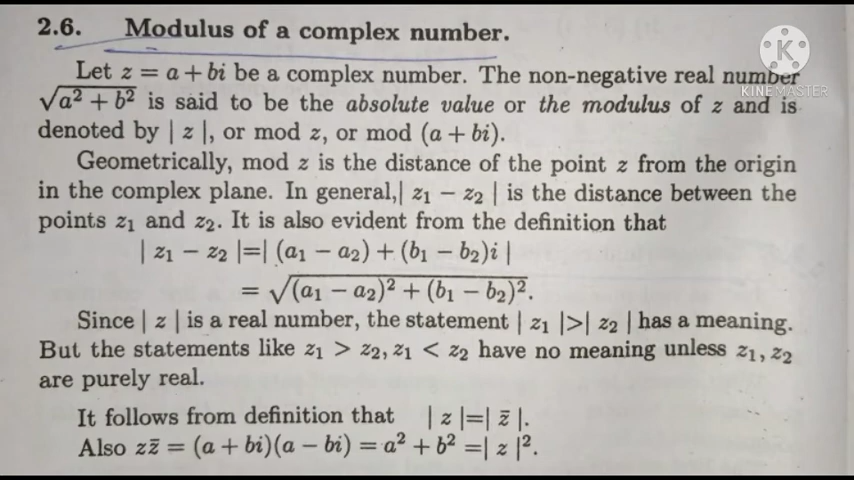 2.6. Modulus of a complex number.
K
KINEMASTER
Let z = a + bi be a complex number. The non-negative real number
√(a² + b²) is said to be the absolute value or the modulus of z and is
denoted by | z |, or mod z, or mod (a + bi).
Geometrically, mod z is the distance of the point z from the origin
in the complex plane. In general,| z₁ − z₂ | is the distance between the
points z₁ and z₂. It is also evident from the definition that
| z₁ − z₂ |=| (a₁ − a₂) + (b₁ − b₂)i |
= √((a₁ − a₂)² + (b₁ − b₂)²).
Since | z | is a real number, the statement | z₁ |>| z₂ | has a meaning.
But the statements like z₁ > z₂, z₁ < z₂ have no meaning unless z₁, z₂
are purely real.
It follows from definition that | z |=| z̄ |.
Also zz̄ = (a + bi)(a − bi) = a² + b² =| z |².